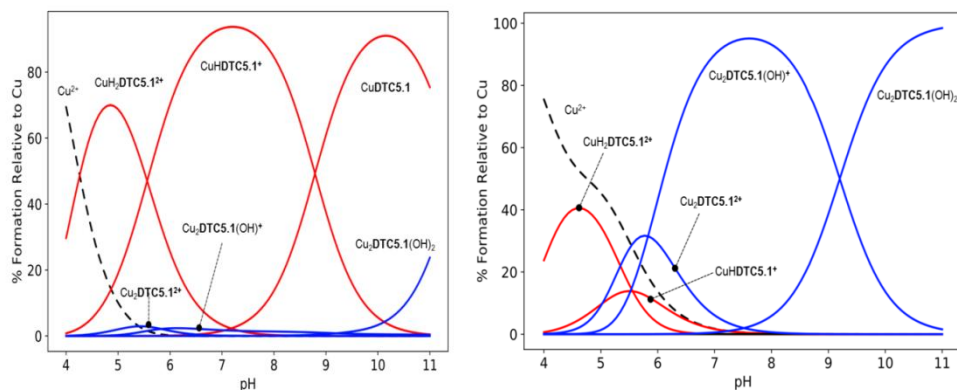 % Formation Relative to Cu
80
60
40
20
0
4 5 6 7 8 9 10 11
pH
Cu²⁺
CuH₂DTC5.1²⁺
CuHDTC5.1⁺
CuDTC5.1
Cu₂DTC5.1(OH)⁺
Cu₂DTC5.1²⁺
Cu₂DTC5.1(OH)₂
% Formation Relative to Cu
100
80
60
40
20
0
4 5 6 7 8 9 10 11
pH
Cu²⁺
CuH₂DTC5.1²⁺
Cu₂DTC5.1(OH)⁺
Cu₂DTC5.1(OH)₂
Cu₂DTC5.1²⁺
CuHDTC5.1⁺